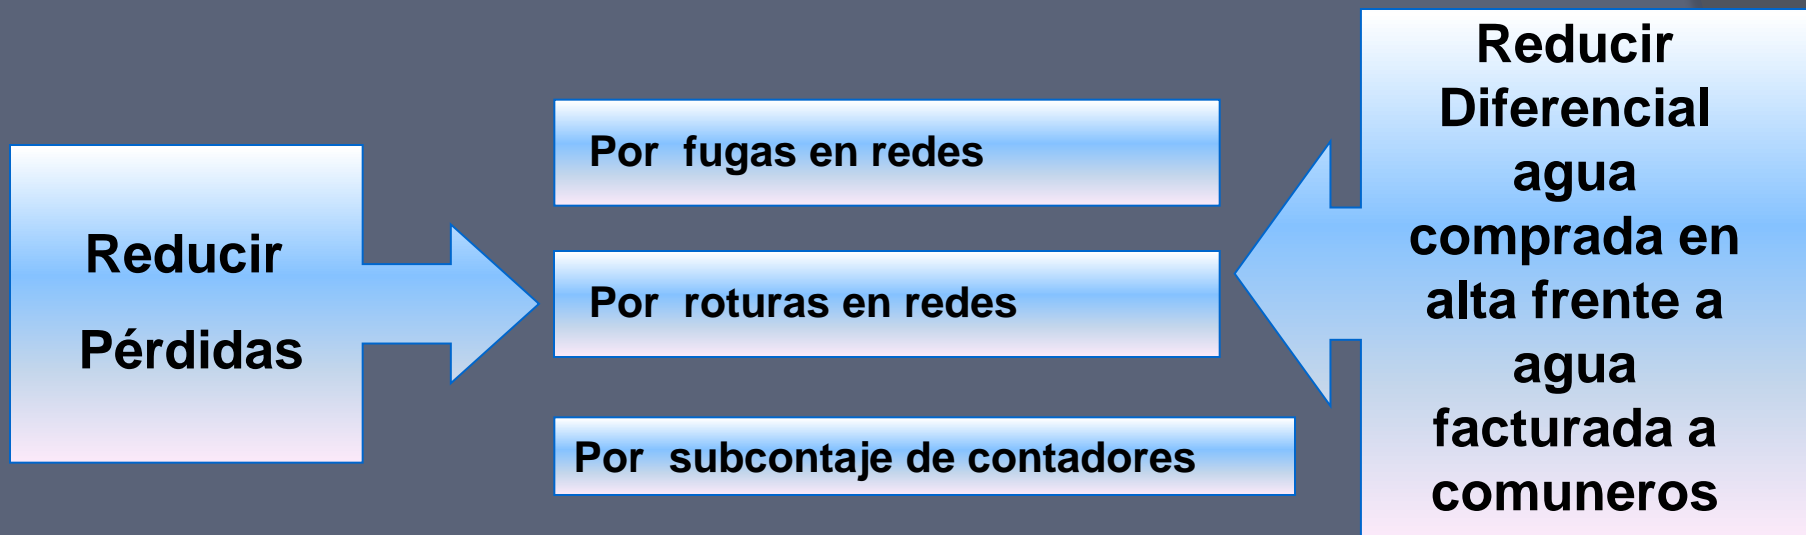 Reducir
Pérdidas
Por fugas en redes
Por roturas en redes
Por subcontaje de contadores
Reducir
Diferencial
agua
comprada en
alta frente a
agua
facturada a
comuneros